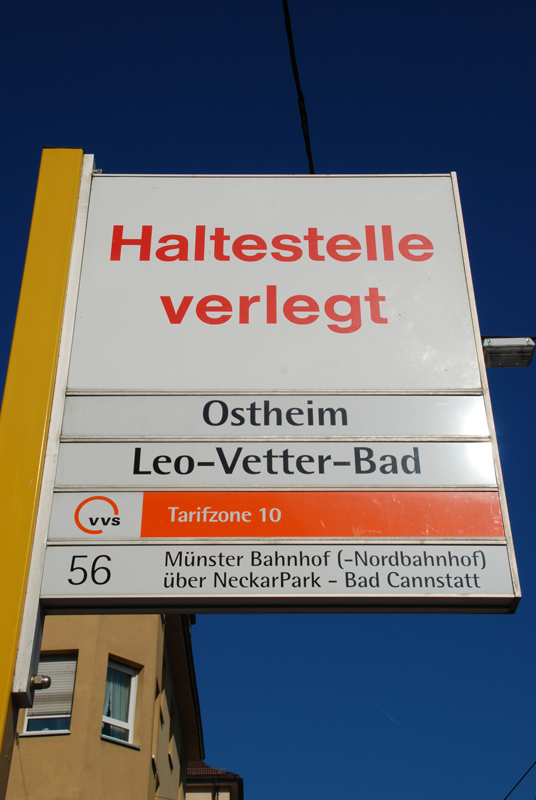 Haltestelle
verlegt
Ostheim
Leo-Vetter-Bad
vvs Tarifzone 10
56 Münster Bahnhof (-Nordbahnhof)
über NeckarPark - Bad Cannstatt